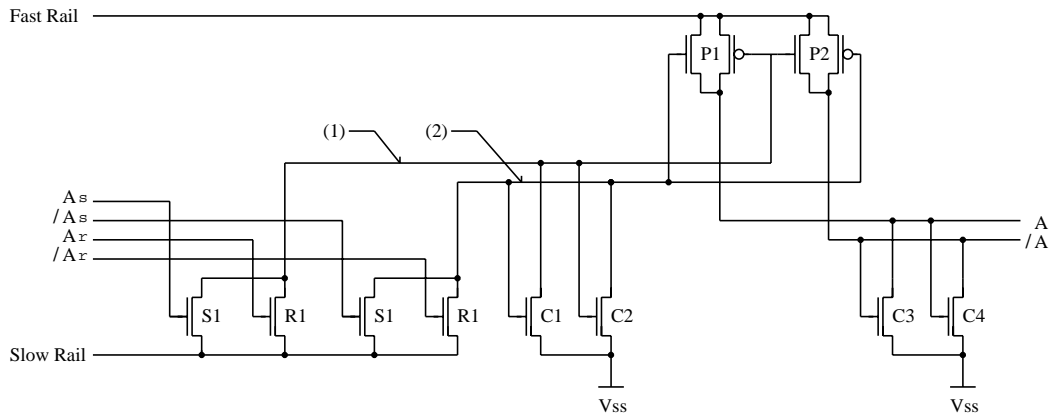 Fast Rail
P1
P2
(1)
(2)
As
/As
Ar
/Ar
A
/A
S1
R1
S1
R1
C1
C2
C3
C4
Slow Rail
Vss
Vss